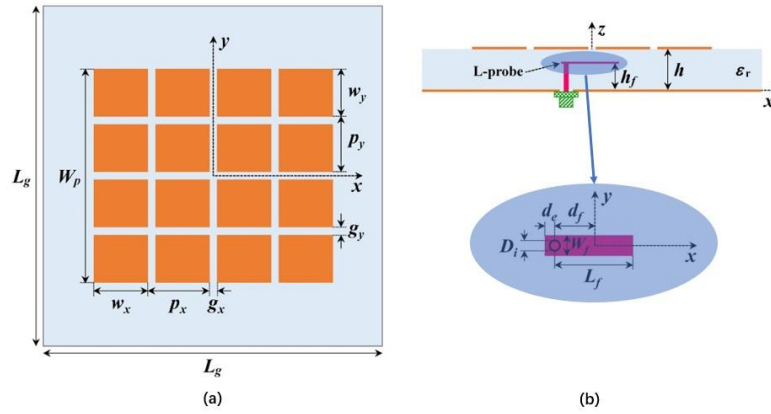 y
w_y
p_y
L_g
W_p
x
g_y
w_x
p_x
g_x
L_g
(a)
z
L-probe
h_f
h
ε_r
x
y
d_e
d_f
D_i
W_f
x
L_f
(b)